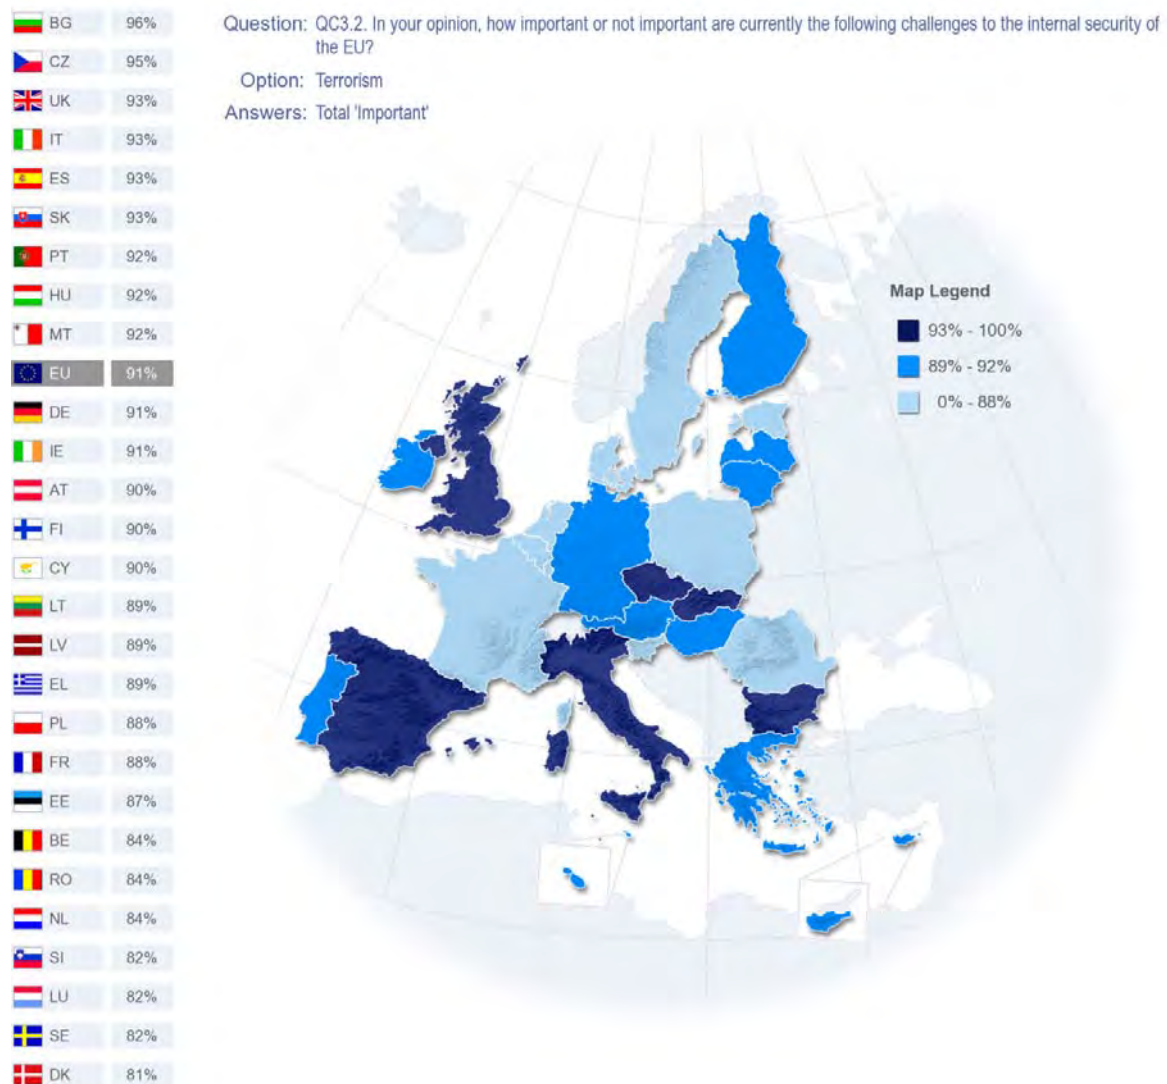 Question: QC3.2. In your opinion, how important or not important are currently the following challenges to the internal security of
the EU?
Option: Terrorism
Answers: Total 'Important'
BG 96%
CZ 95%
UK 93%
IT 93%
ES 93%
SK 93%
PT 92%
HU 92%
MT 92%
EU 91%
DE 91%
IE 91%
AT 90%
FI 90%
CY 90%
LT 89%
LV 89%
EL 89%
PL 88%
FR 88%
EE 87%
BE 84%
RO 84%
NL 84%
SI 82%
LU 82%
SE 82%
DK 81%
Map Legend
93% - 100%
89% - 92%
0% - 88%